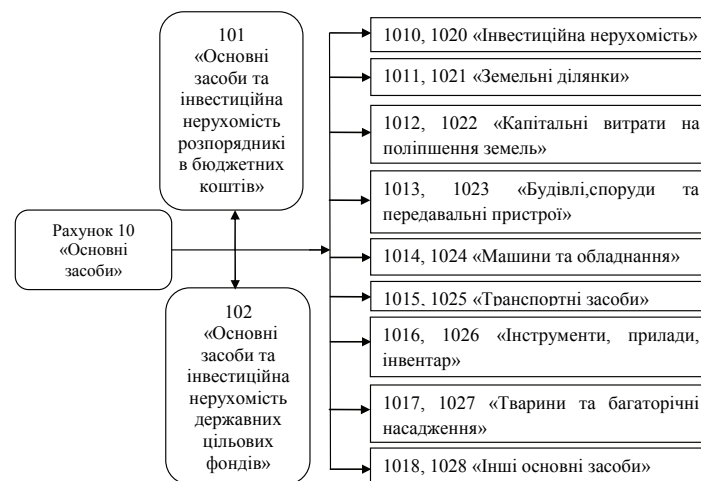 101
«Основні
засоби та
інвестиційна
нерухомість
розпорядникі
в бюджетних
коштів»
Рахунок 10
«Основні
засоби»
102
«Основні
засоби та
інвестиційна
нерухомість
державних
цільових
фондів»
1010, 1020 «Інвестиційна нерухомість»
1011, 1021 «Земельні ділянки»
1012, 1022 «Капітальні витрати на
поліпшення земель»
1013, 1023 «Будівлі,споруди та
передавальні пристрої»
1014, 1024 «Машини та обладнання»
1015, 1025 «Транспортні засоби»
1016, 1026 «Інструменти, прилади,
інвентар»
1017, 1027 «Тварини та багаторічні
насадження»
1018, 1028 «Інші основні засоби»